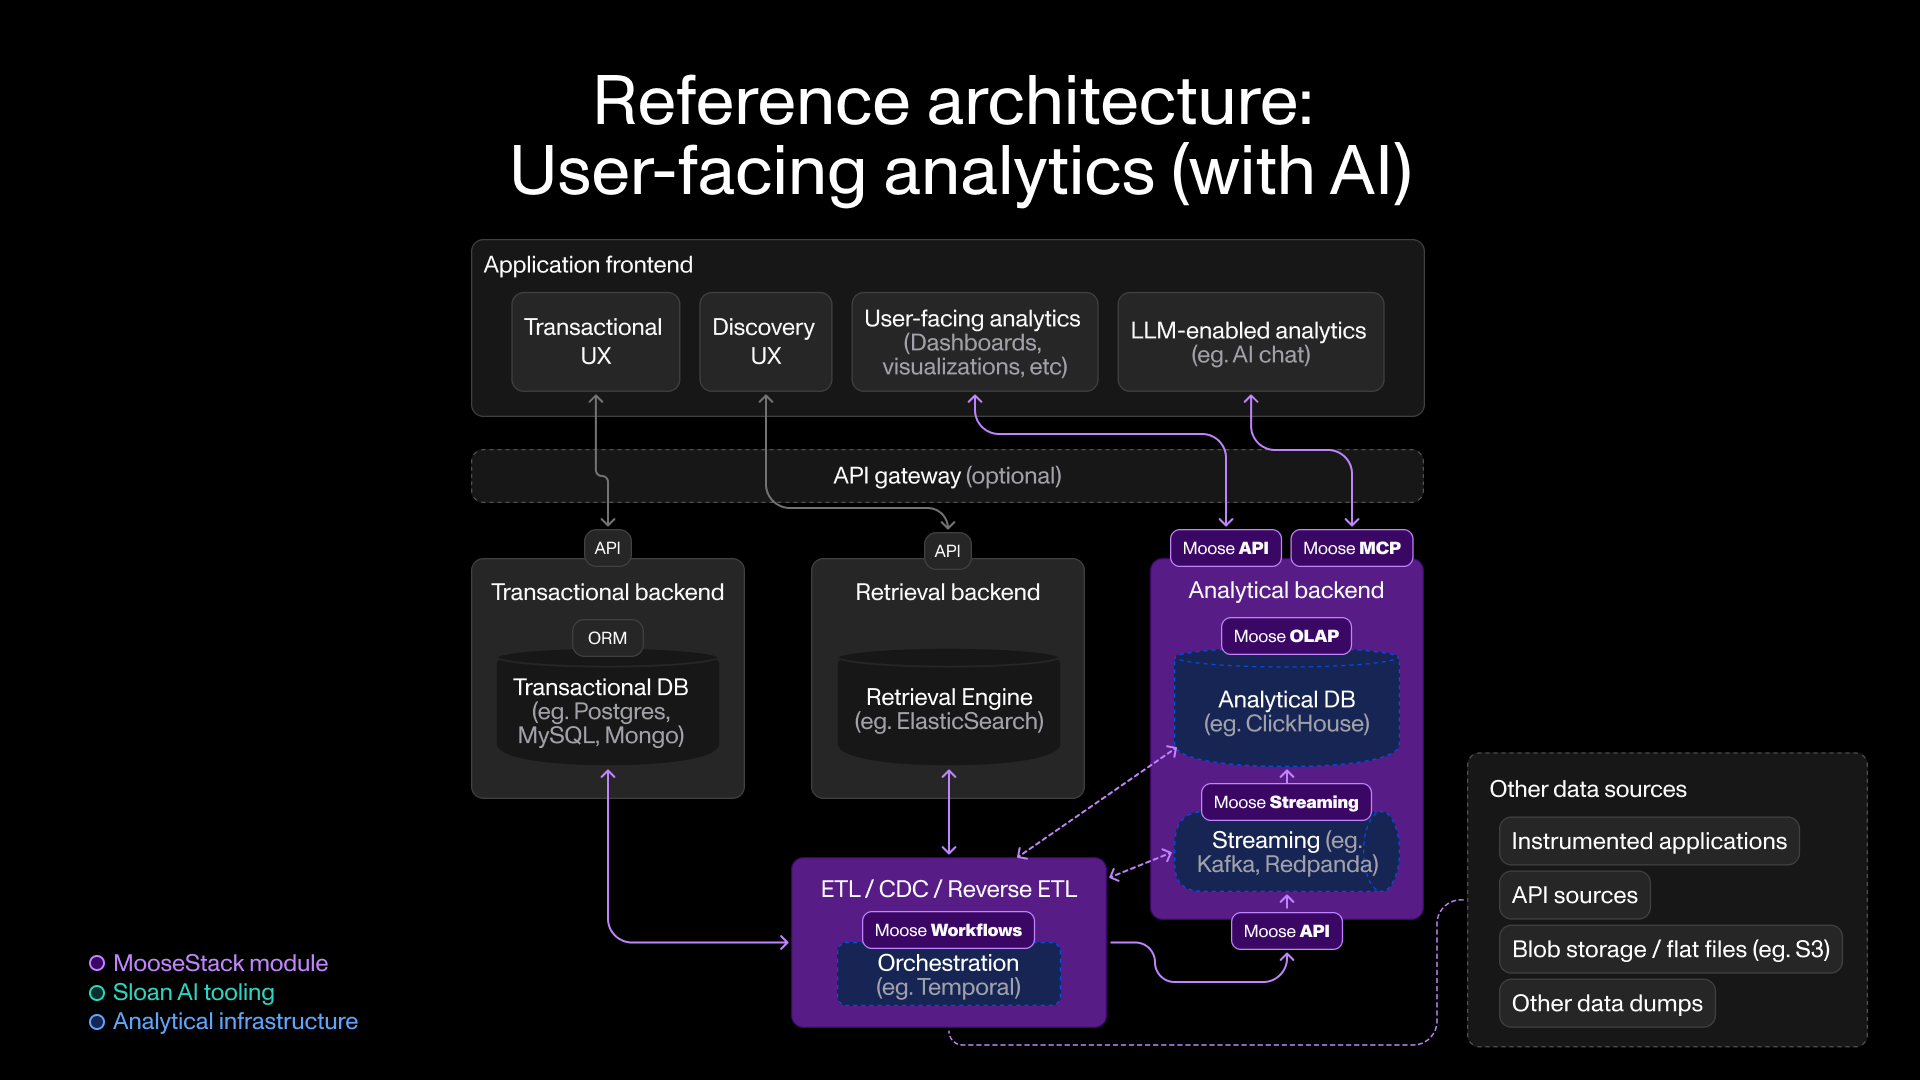 Reference architecture:
User-facing analytics (with AI)
Application frontend
Transactional
UX
Discovery
UX
User-facing analytics
(Dashboards,
visualizations, etc)
LLM-enabled analytics
(eg. AI chat)
API gateway (optional)
API
Transactional backend
ORM
Transactional DB
(eg. Postgres,
MySQL, Mongo)
API
Retrieval backend
Retrieval Engine
(eg. ElasticSearch)
Moose API
Moose MCP
Analytical backend
Moose OLAP
Analytical DB
(eg. ClickHouse)
Moose Streaming
Streaming (eg.
Kafka, Redpanda)
Moose API
ETL / CDC / Reverse ETL
Moose Workflows
Orchestration
(eg. Temporal)
Other data sources
Instrumented applications
API sources
Blob storage / flat files (eg. S3)
Other data dumps
MooseStack module
Sloan AI tooling
Analytical infrastructure